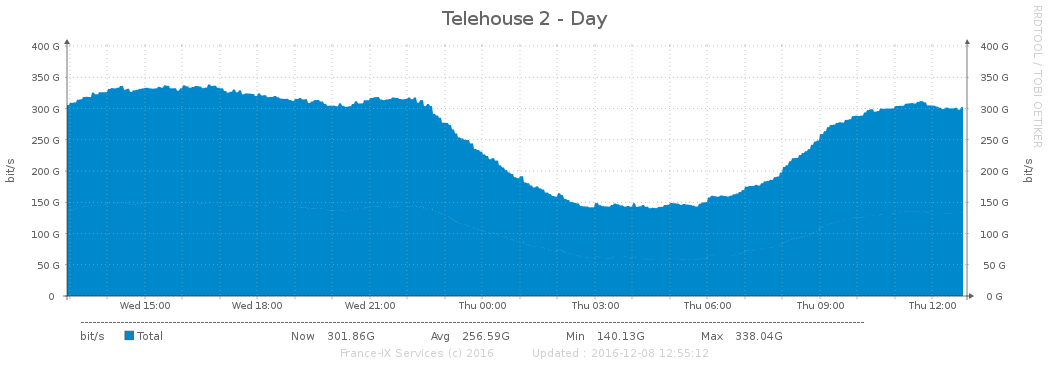 Telehouse 2 - Day
RRDTOOL / TOBI OETIKER
bit/s
400 G 400 G
350 G 350 G
300 G 300 G
250 G 250 G
200 G 200 G
150 G 150 G
100 G 100 G
50 G 50 G
0 0 G
bit/s
Wed 15:00 Wed 18:00 Wed 21:00 Thu 00:00 Thu 03:00 Thu 06:00 Thu 09:00 Thu 12:00
bit/s Total Now 301.86G Avg 256.59G Min 140.13G Max 338.04G
France-IX Services (c) 2016 Updated : 2016-12-08 12:55:12